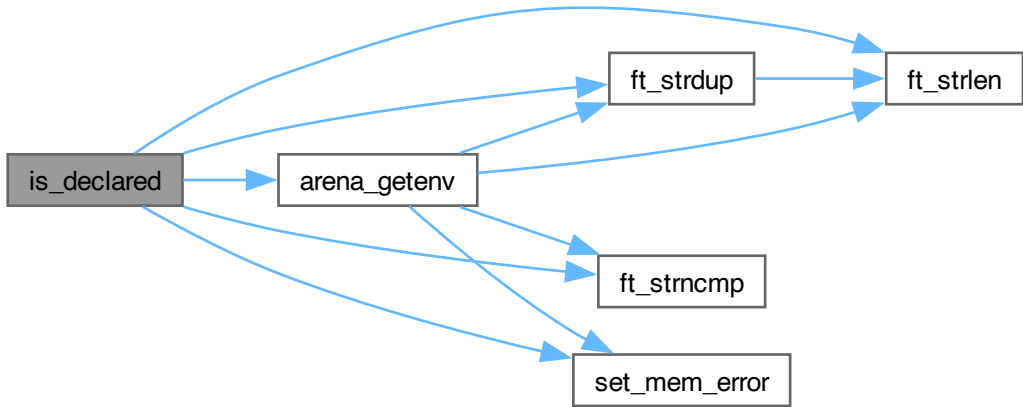 is_declared
arena_getenv
ft_strdup
ft_strlen
ft_strncmp
set_mem_error